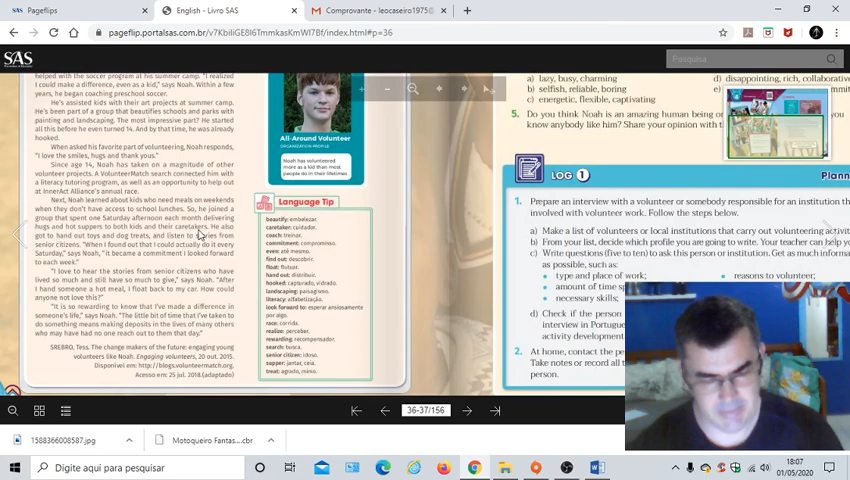 SAS Pageflips
English - Livro SAS
Comprovante - leocaseiro1975@
pageflip.portalsas.com.br/v7KbiliGE8I6TmmkasKmWI7Bf/index.html#p=36
SAS
Pesquisa
helped with the soccer program at his summer camp. "I realized
I could make a difference, even as a kid," says Noah. Within a few
years, he began coaching preschool soccer.
He's assisted kids with their art projects at summer camp.
He's been part of a group that beautifies schools and parks with
painting and landscaping. The most impressive part? He started
all this before he even turned 14. And by that time, he was already
hooked.
When asked his favorite part of volunteering, Noah responds,
"I love the smiles, hugs and thank yous."
Since age 14, Noah has taken on a magnitude of other
volunteer projects. A VolunteerMatch search connected him with
a literacy tutoring program, as well as an opportunity to help out
at InnerAct Alliance's annual race.
Next, Noah learned about kids who need meals on weekends
when they don't have access to school lunches. So, he joined a
group that spent one Saturday afternoon each month delivering
hugs and hot suppers to both kids and their caretakers. He also
got to hand out toys and dog treats, and listen to stories from
senior citizens. "When I found out that I could actually do it every
Saturday," says Noah, "it became a commitment I looked forward
to each week."
"I love to hear the stories from senior citizens who have
lived so much and still have so much to give," says Noah. "After
I hand someone a hot meal, I float back to my car. How could
anyone not love this?"
"It is so rewarding to know that I've made a difference in
someone's life," says Noah. "The little bit of time that I've taken to
do something means making deposits in the lives of many others
who may have had no one reach out to them that day."
SREBRO, Tess. The change makers of the future: engaging young
volunteers like Noah. Engaging volunteers, 20 out. 2015.
Disponível em: http://blogs.volunteermatch.org.
Acesso em: 25 jul. 2018.(adaptado)
All-Around Volunteer
ORGANIZATION PROFILE
Noah has volunteered
more as a kid than most
people do in their lifetimes.
Language Tip
beautify: embelezar.
caretaker: cuidador.
coach: treinar.
commitment: compromisso.
even: até mesmo.
find out: descobrir.
float: flutuar.
hand out: distribuir.
hooked: capturado, vidrado.
landscaping: paisagismo.
literacy: alfabetização.
look forward to: esperar ansiosamente
por algo.
race: corrida.
realize: perceber.
rewarding: recompensador.
search: busca.
senior citizen: idoso.
supper: jantar, ceia.
treat: agrado, mimo.
a) lazy, busy, charming
b) selfish, reliable, boring
c) energetic, flexible, captivating
d) disappointing, rich, collaborative
e)
5. Do you think Noah is an amazing human being or
know anybody like him? Share your opinion with
LOG 1
Plann
1. Prepare an interview with a volunteer or somebody responsible for an institution
involved with volunteer work. Follow the steps below.
a) Make a list of volunteers or local institutions that carry out volunteering
b) From your list, decide which profile you are going to write. Your teacher can help
c) Write questions (five to ten) to ask this person or institution. Get as much
as possible, such as:
type and place of work;
amount of time
necessary skills;
reasons to volunteer;
d) Check if the person
interview in
activity development
2. At home, contact the
Take notes or record all
person.
36-37/156
1588366008587.jpg
Motoqueiro Fantas....cbr
Digite aqui para pesquisar
18:07
01/05/2020